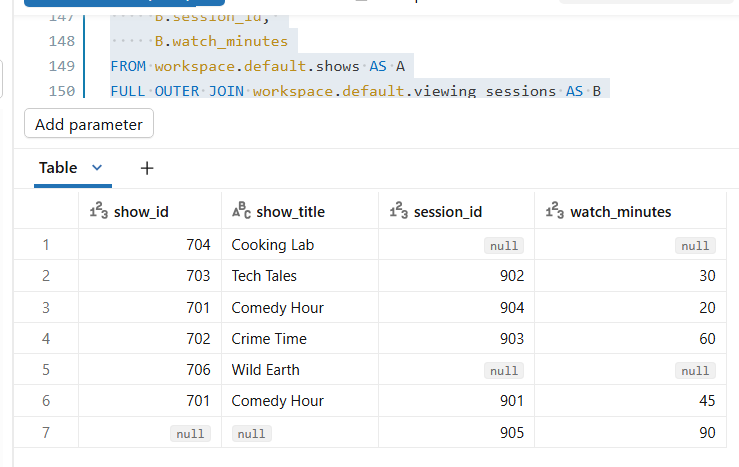 147 B.session_id,
148 B.watch_minutes
149 FROM workspace.default.shows AS A
150 FULL OUTER JOIN workspace.default.viewing_sessions AS B
Add parameter
Table +
show_id show_title session_id watch_minutes
1 704 Cooking Lab null null
2 703 Tech Tales 902 30
3 701 Comedy Hour 904 20
4 702 Crime Time 903 60
5 706 Wild Earth null null
6 701 Comedy Hour 901 45
7 null null 905 90